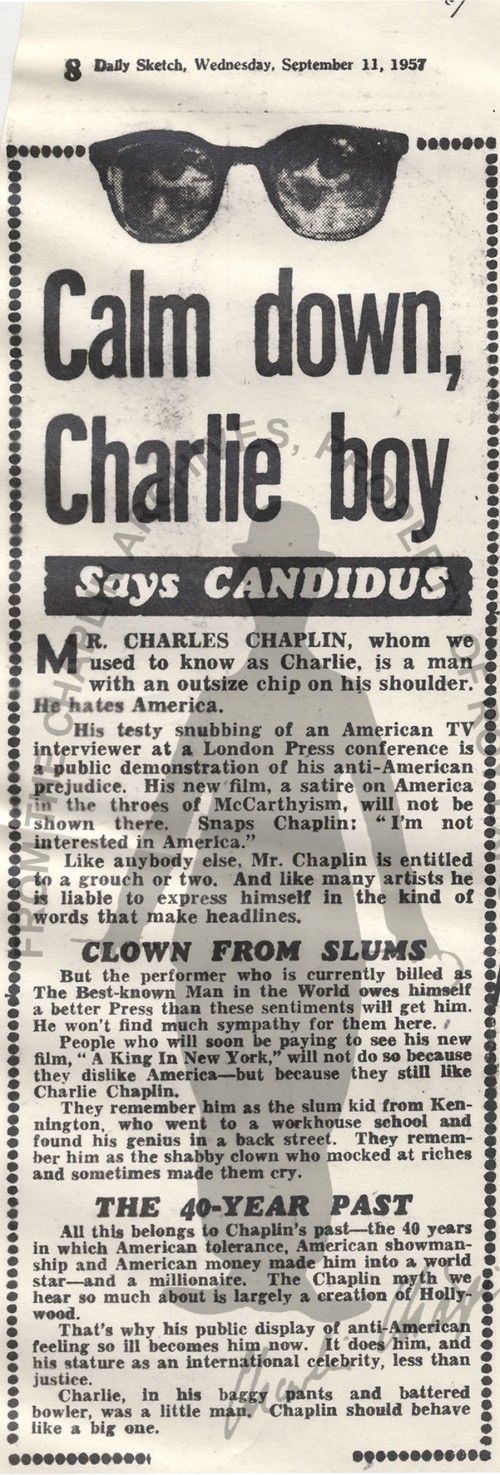 8 Daily Sketch, Wednesday, September 11, 1957
Calm down,
Charlie boy
Says CANDIDUS
MR. CHARLES CHAPLIN, whom we
used to know as Charlie, is a man
with an outsize chip on his shoulder.
He hates America.
His testy snubbing of an American TV
interviewer at a London Press conference is
a public demonstration of his anti-American
prejudice. His new film, a satire on America
in the throes of McCarthyism, will not be
shown there. Snaps Chaplin: "I'm not
interested in America."
Like anybody else, Mr. Chaplin is entitled
to a grouch or two. And like many artists he
is liable to express himself in the kind of
words that make headlines.
CLOWN FROM SLUMS
But the performer who is currently billed as
The Best-known Man in the World owes himself
a better Press than these sentiments will get him.
He won't find much sympathy for them here.
People who will soon be paying to see his new
film, "A King In New York," will not do so because
they dislike America—but because they still like
Charlie Chaplin.
They remember him as the slum kid from Ken-
nington, who went to a workhouse school and
found his genius in a back street. They remem-
ber him as the shabby clown who mocked at riches
and sometimes made them cry.
THE 40-YEAR PAST
All this belongs to Chaplin's past—the 40 years
in which American tolerance, American showman-
ship and American money made him into a world
star—and a millionaire. The Chaplin myth we
hear so much about is largely a creation of Holly-
wood.
That's why his public display of anti-American
feeling so ill becomes him now. It does him, and
his stature as an international celebrity, less than
justice.
Charlie, in his baggy pants and battered
bowler, was a little man. Chaplin should behave
like a big one.
FROM THE CHAPLIN ARCHIVES, PROPERTY OF